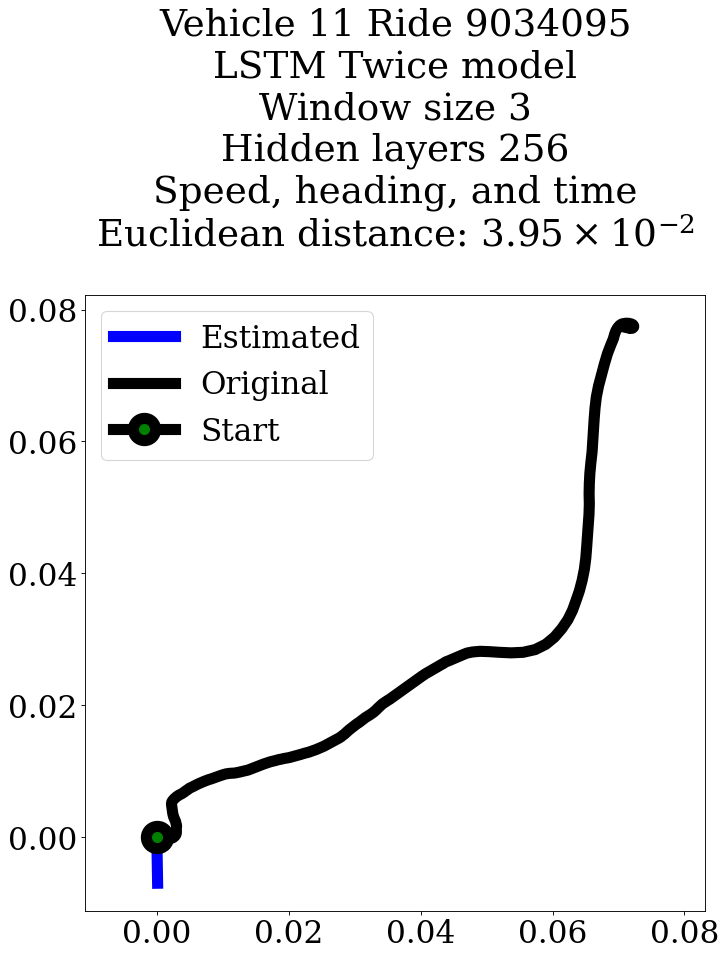 Vehicle 11 Ride 9034095
LSTM Twice model
Window size 3
Hidden layers 256
Speed, heading, and time
Euclidean distance: 3.95 × 10⁻²
Estimated
Original
Start
0.08
0.06
0.04
0.02
0.00
0.00 0.02 0.04 0.06 0.08